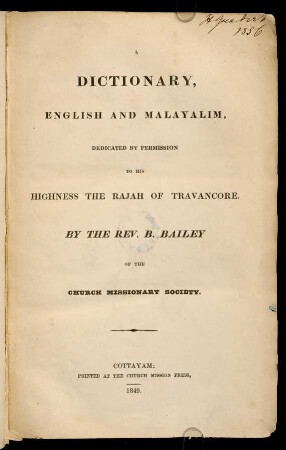 1856
A
DICTIONARY,
ENGLISH AND MALAYALIM,
DEDICATED BY PERMISSION
TO HIS
HIGHNESS THE RAJAH OF TRAVANCORE.
BY THE REV. B. BAILEY
OF THE
CHURCH MISSIONARY SOCIETY.
COTTAYAM:
PRINTED AT THE CHURCH MISSION PRESS,
1849.